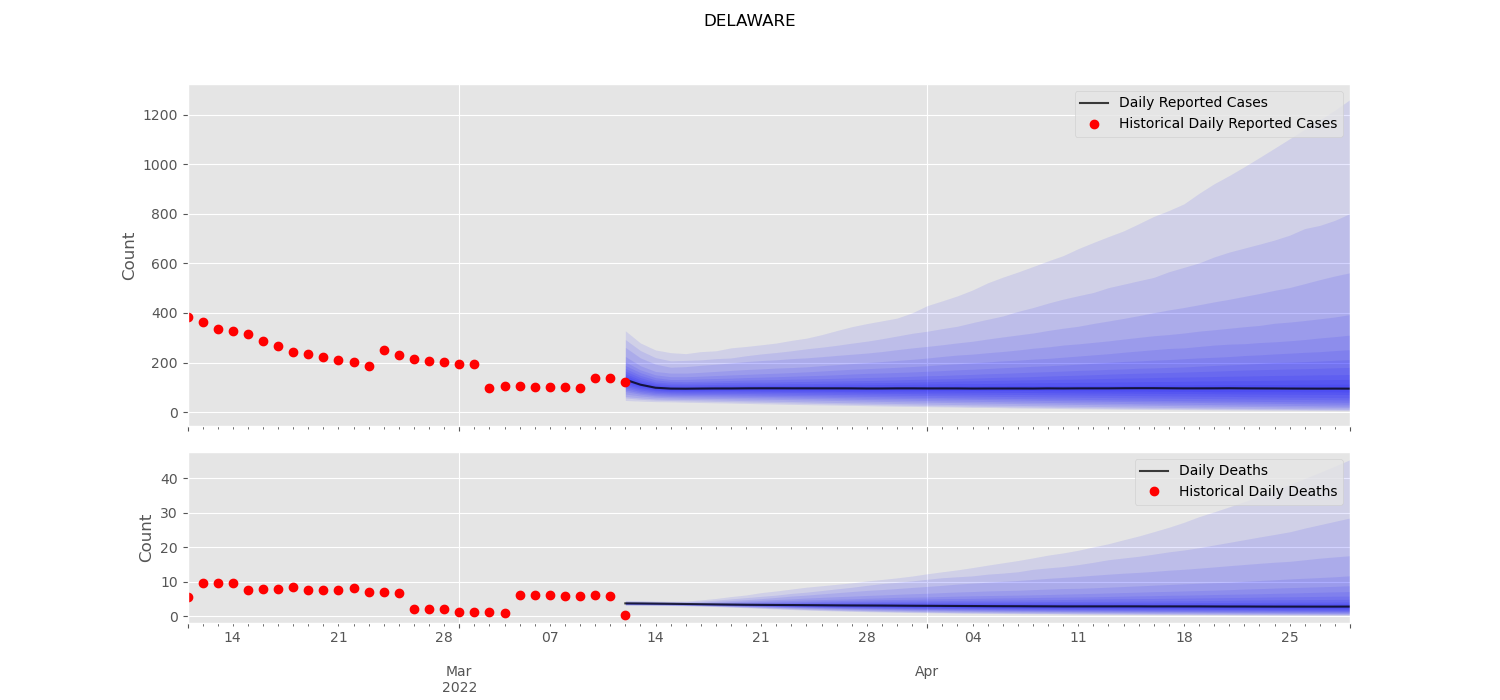 DELAWARE
Count
1200
1000
800
600
400
200
0
Daily Reported Cases
Historical Daily Reported Cases
Count
40
30
20
10
0
Daily Deaths
Historical Daily Deaths
14 21 28 07 14 21 28 04 11 18 25
Mar Apr
2022